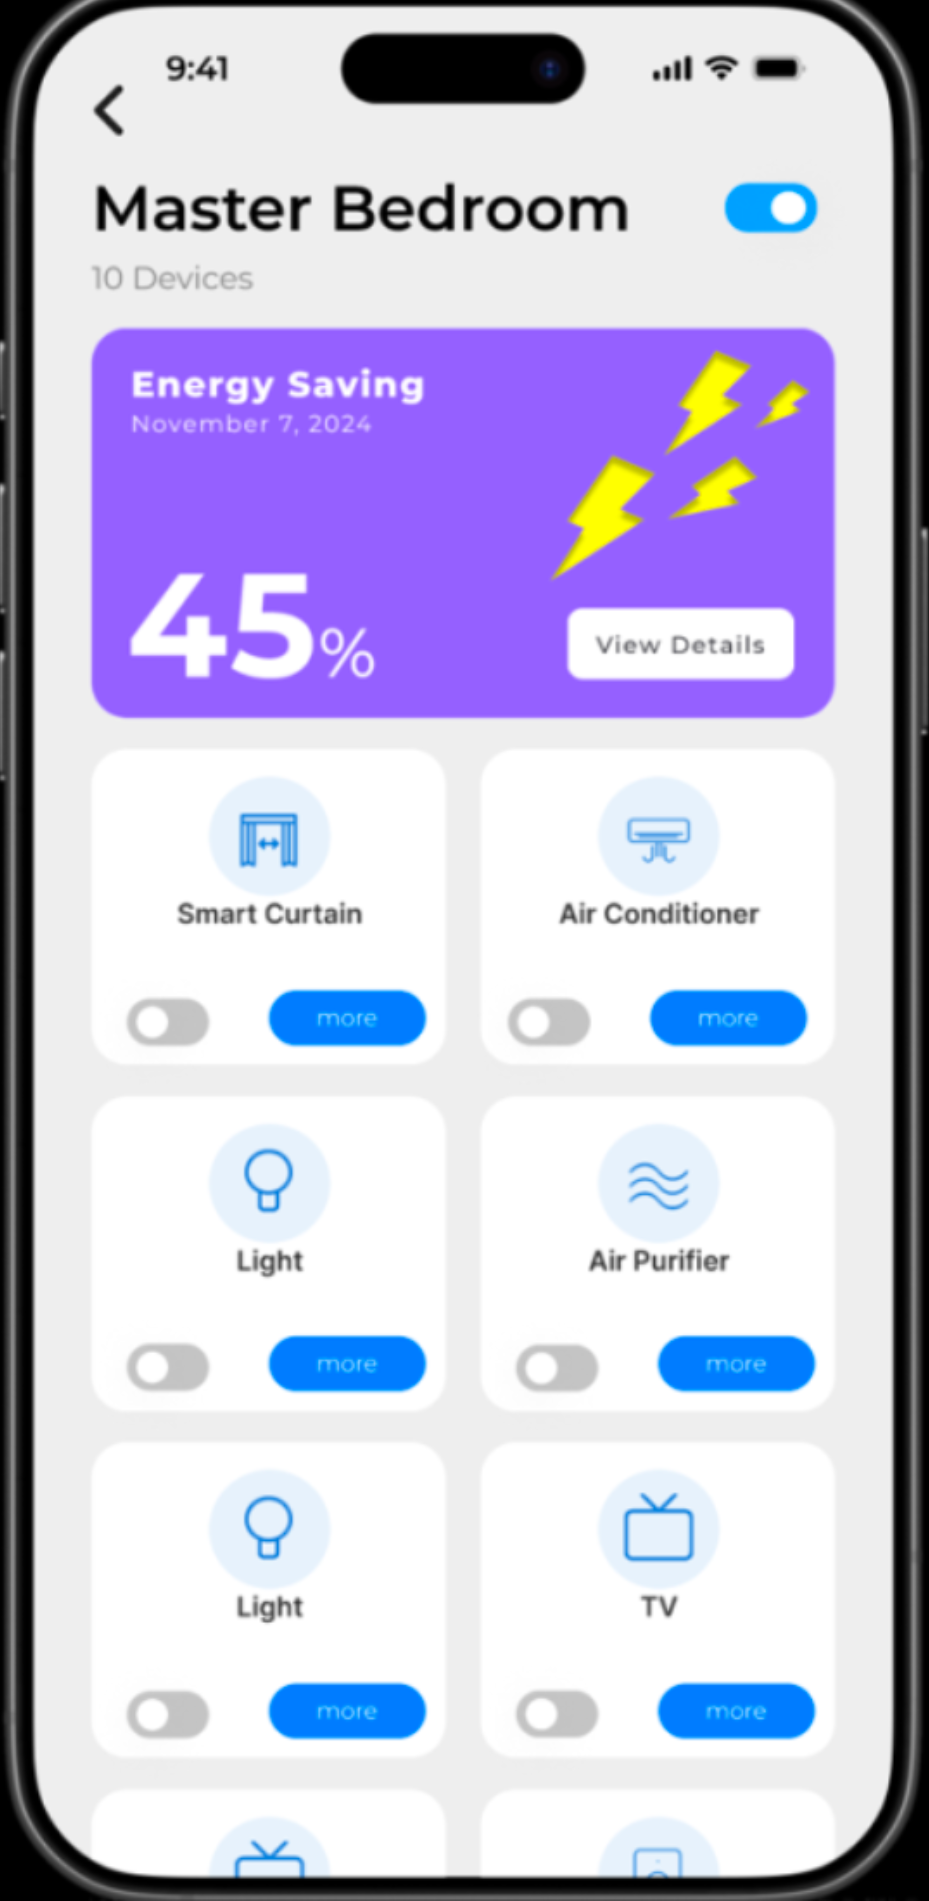 9:41
Master Bedroom
10 Devices
Energy Saving
November 7, 2024
45%
View Details
Smart Curtain
Air Conditioner
more
more
Light
Air Purifier
more
more
Light
TV
more
more